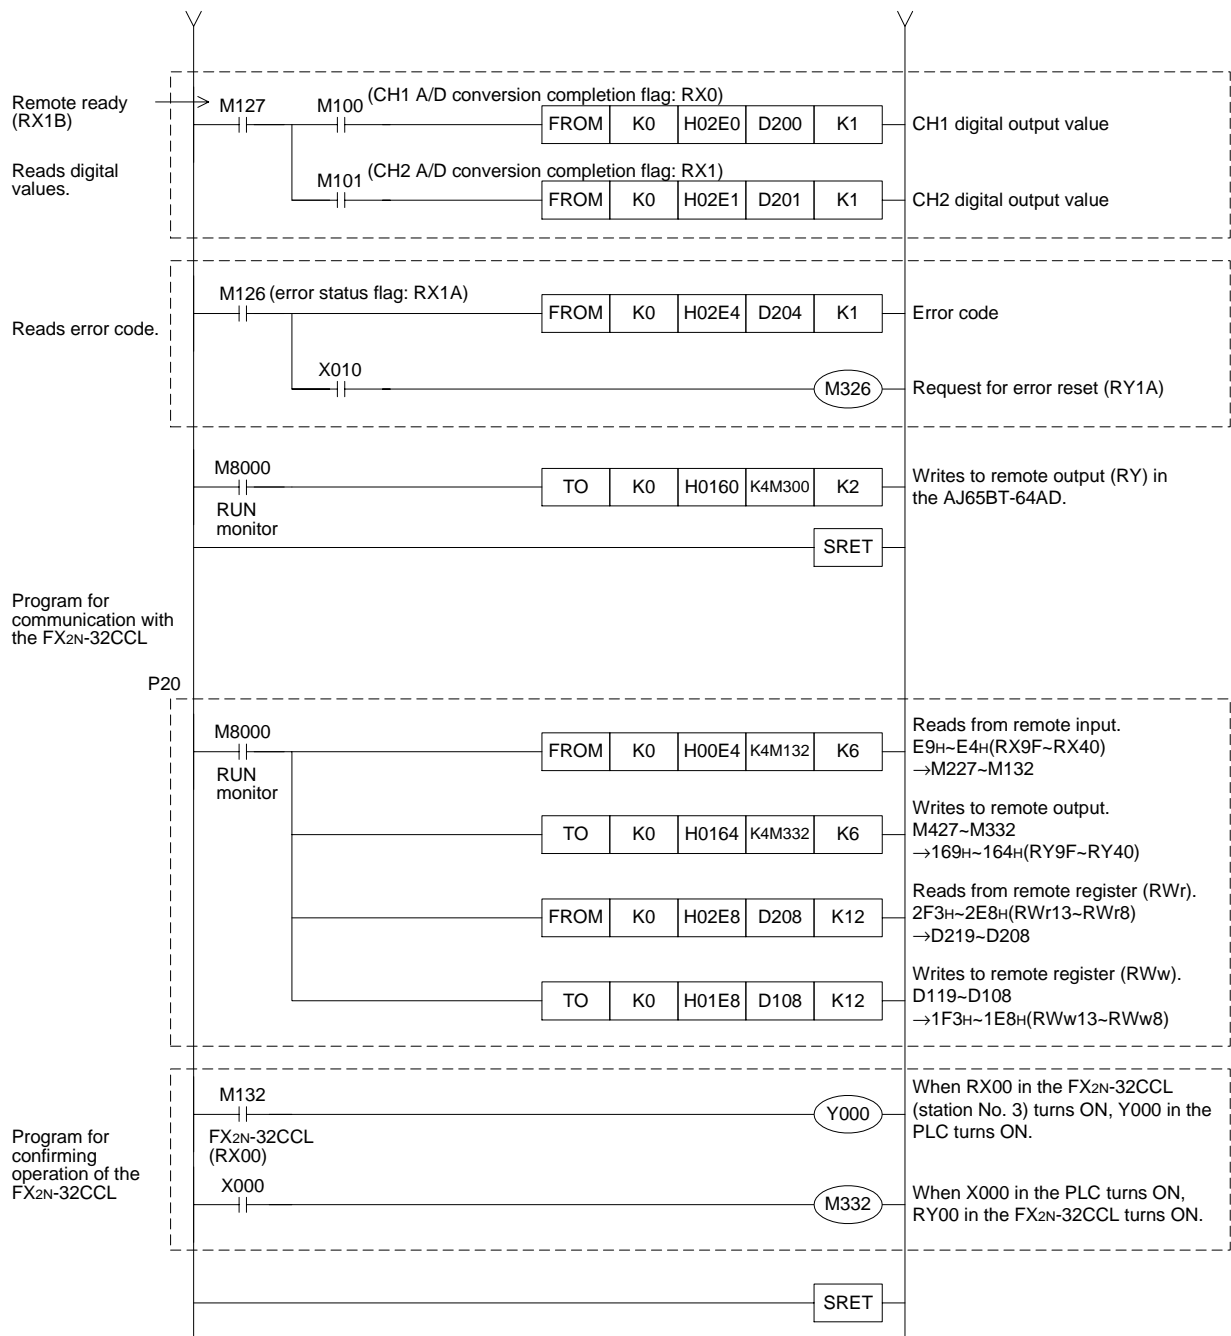 Remote ready
(RX1B)
M127
M100
(CH1 A/D conversion completion flag: RX0)
FROM K0 H02E0 D200 K1
CH1 digital output value
Reads digital
values.
M101
(CH2 A/D conversion completion flag: RX1)
FROM K0 H02E1 D201 K1
CH2 digital output value
M126 (error status flag: RX1A)
Reads error code.
FROM K0 H02E4 D204 K1
Error code
X010
M326
Request for error reset (RY1A)
M8000
RUN
monitor
TO K0 H0160 K4M300 K2
Writes to remote output (RY) in
the AJ65BT-64AD.
SRET
Program for
communication with
the FX2N-32CCL
P20
M8000
RUN
monitor
FROM K0 H00E4 K4M132 K6
Reads from remote input.
E9H~E4H(RX9F~RX40)
→M227~M132
TO K0 H0164 K4M332 K6
Writes to remote output.
M427~M332
→169H~164H(RY9F~RY40)
FROM K0 H02E8 D208 K12
Reads from remote register (RWr).
2F3H~2E8H(RWr13~RWr8)
→D219~D208
TO K0 H01E8 D108 K12
Writes to remote register (RWw).
D119~D108
→1F3H~1E8H(RWw13~RWw8)
Program for
confirming
operation of the
FX2N-32CCL
M132
FX2N-32CCL
(RX00)
Y000
When RX00 in the FX2N-32CCL
(station No. 3) turns ON, Y000 in the
PLC turns ON.
X000
M332
When X000 in the PLC turns ON,
RY00 in the FX2N-32CCL turns ON.
SRET